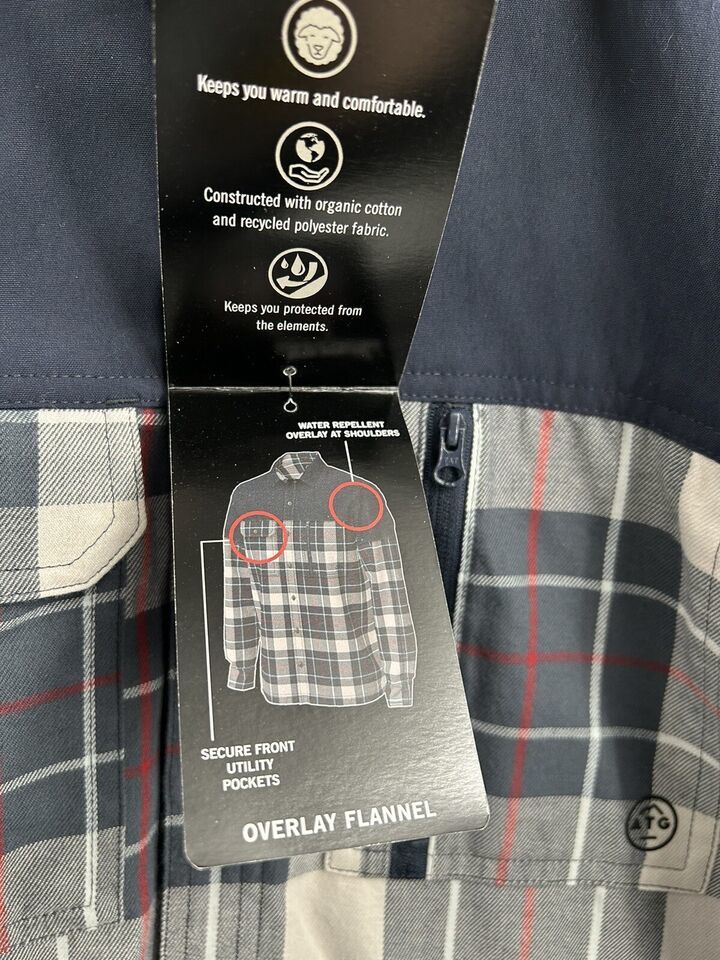 Keeps you warm and comfortable.
Constructed with organic cotton
and recycled polyester fabric.
Keeps you protected from
the elements.
WATER REPELLENT
OVERLAY AT SHOULDERS
SECURE FRONT
UTILITY
POCKETS
OVERLAY FLANNEL
ATG